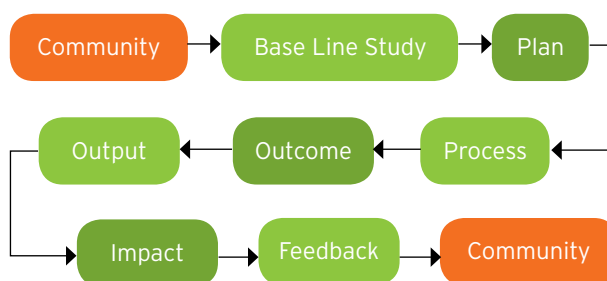 Community
Base Line Study
Plan
Process
Outcome
Output
Impact
Feedback
Community